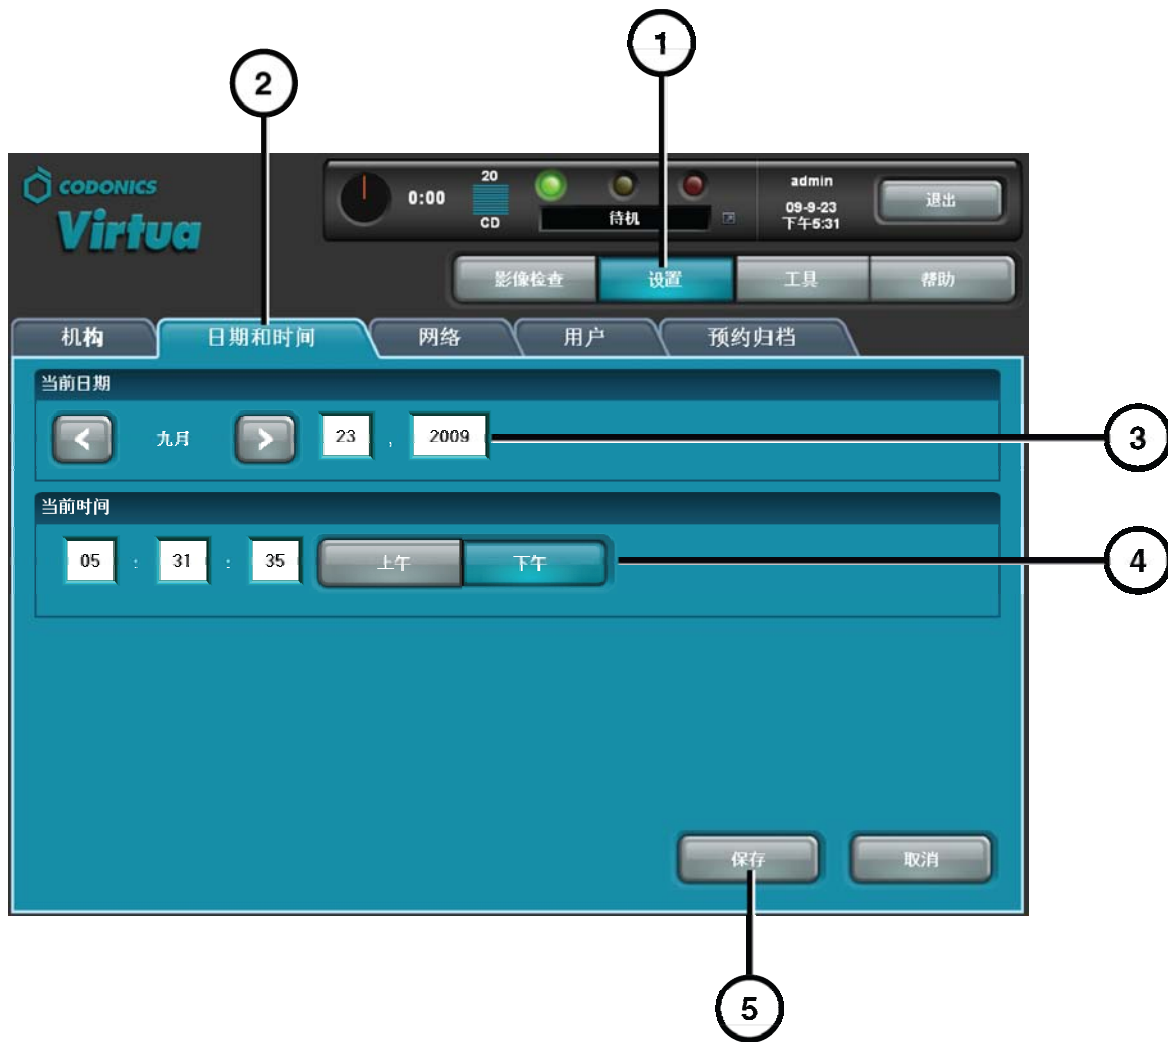 1
2
CODONICS
Virtua
0:00
20
CD
待机
admin
09-9-23
下午5:31
退出
影像检查 设置 工具 帮助
机构 日期和时间 网络 用户 预约归档
当前日期
< 九月 > 23 , 2009
3
当前时间
05 : 31 : 35 上午 下午
4
保存 取消
5